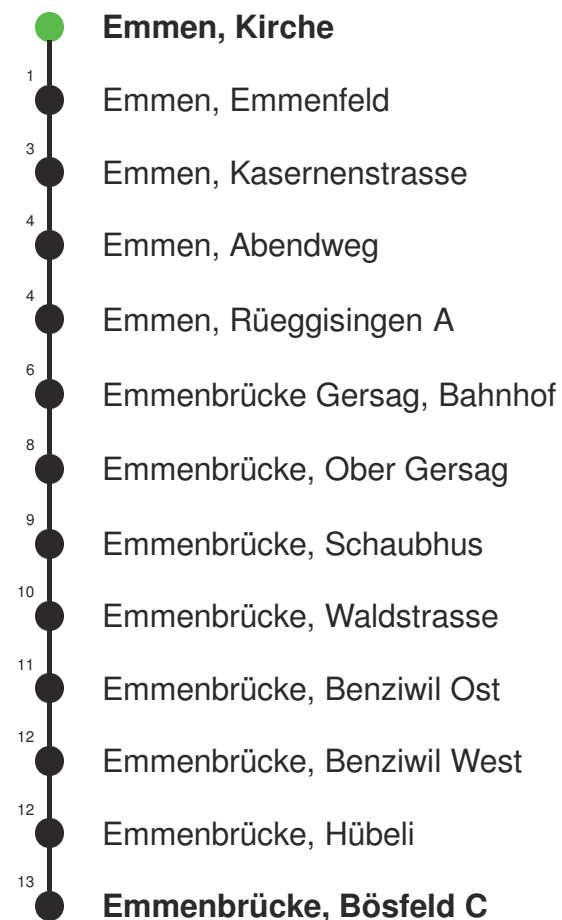 Emmen, Kirche
1
Emmen, Emmenfeld
3
Emmen, Kasernenstrasse
4
Emmen, Abendweg
4
Emmen, Rüeggisingen A
6
Emmenbrücke Gersag, Bahnhof
8
Emmenbrücke, Ober Gersag
9
Emmenbrücke, Schaubhus
10
Emmenbrücke, Waldstrasse
11
Emmenbrücke, Benziwil Ost
12
Emmenbrücke, Benziwil West
12
Emmenbrücke, Hübeli
13
Emmenbrücke, Bösfeld C